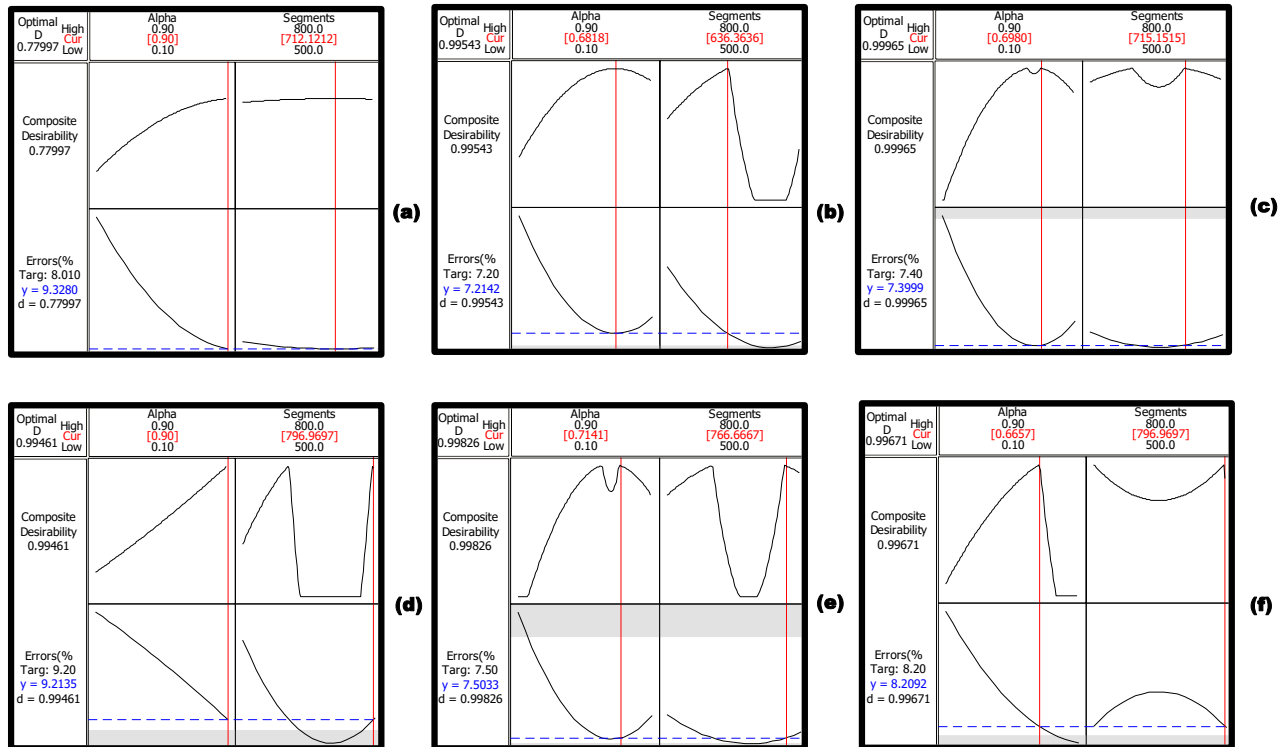 Optimal
D
0.77997
High
Cur
Low
Alpha
0.90
[0.90]
0.10
Segments
800.0
[712.1212]
500.0
Composite
Desirability
0.77997
Errors(%
Targ: 8.010
y = 9.3280
d = 0.77997
(a)
Optimal
D
0.99543
High
Cur
Low
Alpha
0.90
[0.6818]
0.10
Segments
800.0
[636.3636]
500.0
Composite
Desirability
0.99543
Errors(%
Targ: 7.20
y = 7.2142
d = 0.99543
(b)
Optimal
D
0.99965
High
Cur
Low
Alpha
0.90
[0.6980]
0.10
Segments
800.0
[715.1515]
500.0
Composite
Desirability
0.99965
Errors(%
Targ: 7.40
y = 7.3999
d = 0.99965
(c)
Optimal
D
0.99461
High
Cur
Low
Alpha
0.90
[0.90]
0.10
Segments
800.0
[796.9697]
500.0
Composite
Desirability
0.99461
Errors(%
Targ: 9.20
y = 9.2135
d = 0.99461
(d)
Optimal
D
0.99826
High
Cur
Low
Alpha
0.90
[0.7141]
0.10
Segments
800.0
[766.6667]
500.0
Composite
Desirability
0.99826
Errors(%
Targ: 7.50
y = 7.5033
d = 0.99826
(e)
Optimal
D
0.99671
High
Cur
Low
Alpha
0.90
[0.6657]
0.10
Segments
800.0
[796.9697]
500.0
Composite
Desirability
0.99671
Errors(%
Targ: 8.20
y = 8.2092
d = 0.99671
(f)